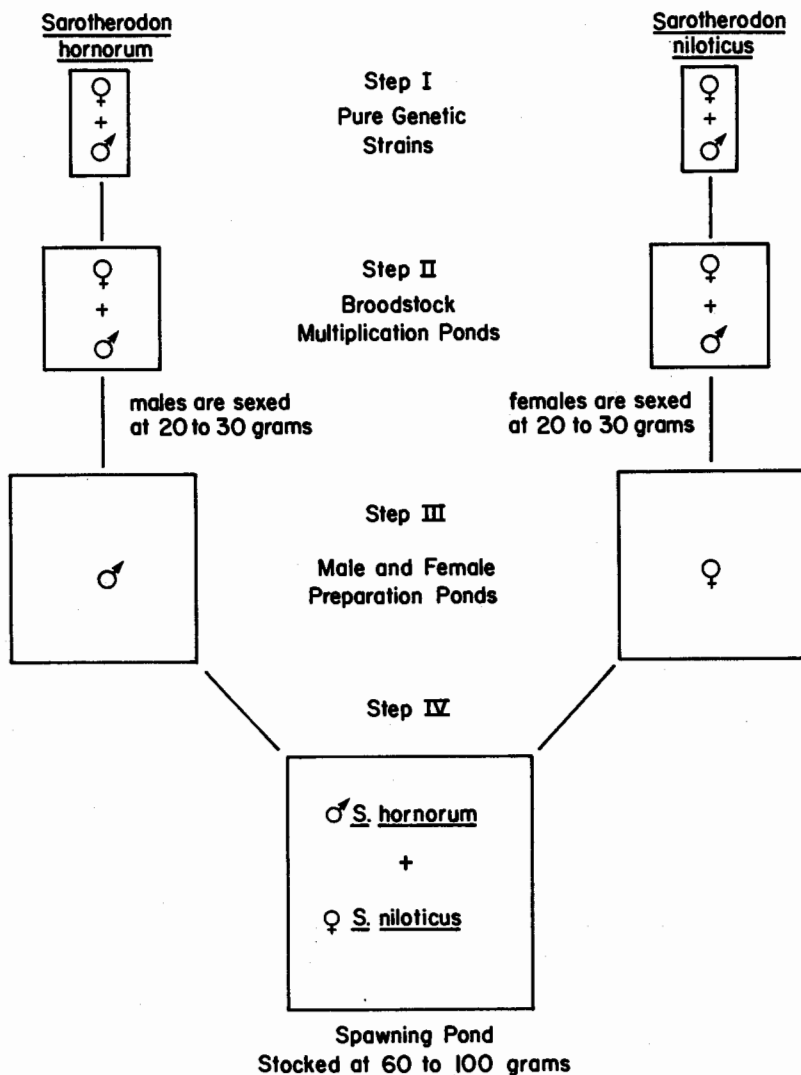 Sarotherodon
hornorum
Sarotherodon
niloticus
♀
+
♂
Step I
Pure Genetic
Strains
♀
+
♂
♀
+
♂
Step II
Broodstock
Multiplication Ponds
♀
+
♂
males are sexed
at 20 to 30 grams
females are sexed
at 20 to 30 grams
♂
Step III
Male and Female
Preparation Ponds
♀
Step IV
♂ S. hornorum
+
♀ S. niloticus
Spawning Pond
Stocked at 60 to 100 grams